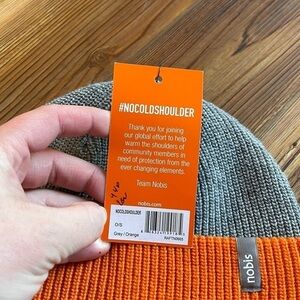 #NOCOLDSHOULDER
Thank you for joining
our global effort to help
warm the shoulders of
community members in
need of protection from the
ever changing elements.
Team Nobis
nobis.com
NOCOLDSHOULDER
O/S
Grey / Orange
nobis